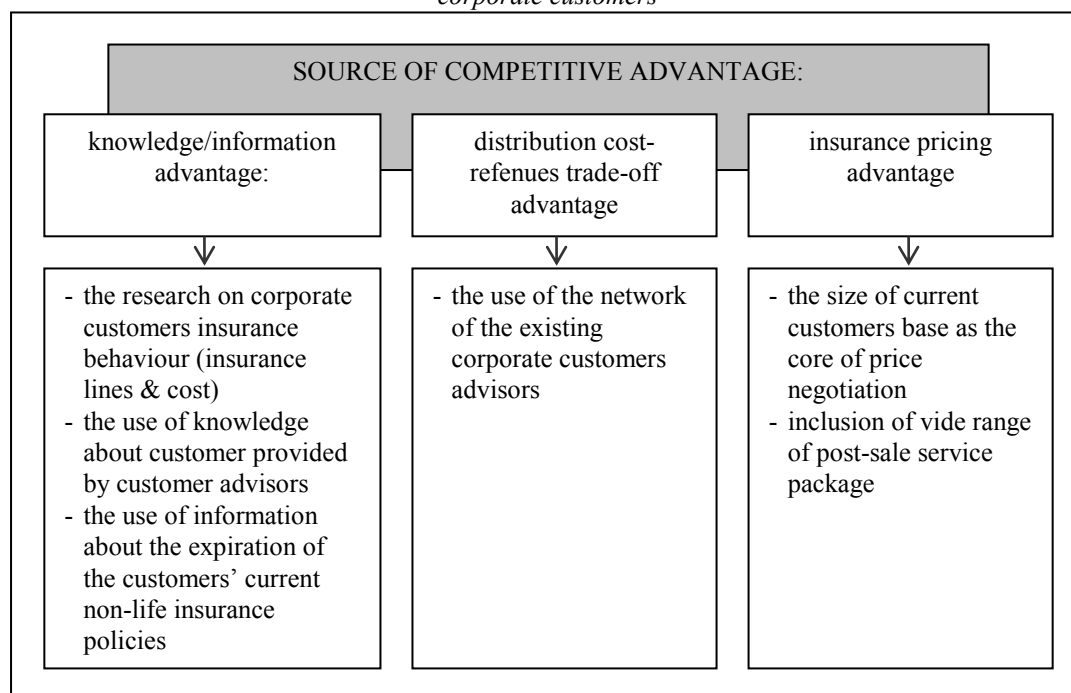 corporate customers
SOURCE OF COMPETITIVE ADVANTAGE:
knowledge/information
advantage:
distribution cost-
refenues trade-off
advantage
insurance pricing
advantage
- the research on corporate
customers insurance
behaviour (insurance
lines & cost)
- the use of knowledge
about customer provided
by customer advisors
- the use of information
about the expiration of
the customers’ current
non-life insurance
policies
- the use of the network
of the existing
corporate customers
advisors
- the size of current
customers base as the
core of price
negotiation
- inclusion of vide range
of post-sale service
package